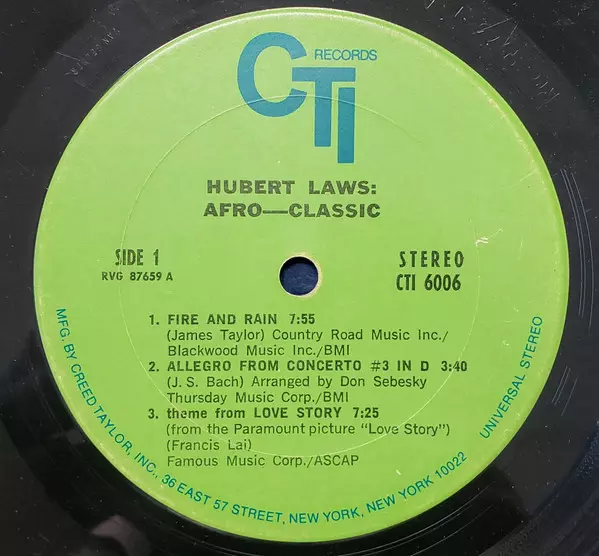 CTI RECORDS
HUBERT LAWS:
AFRO—CLASSIC
SIDE 1
RVG 87659 A
STEREO
CTI 6006
1. FIRE AND RAIN 7:55
(James Taylor) Country Road Music Inc./
Blackwood Music Inc./BMI
2. ALLEGRO FROM CONCERTO #3 IN D 3:40
(J. S. Bach) Arranged by Don Sebesky
Thursday Music Corp./BMI
3. theme from LOVE STORY 7:25
(from the Paramount picture "Love Story")
(Francis Lai)
Famous Music Corp./ASCAP
MFG. BY CREED TAYLOR, INC., 36 EAST 57 STREET, NEW YORK, NEW YORK 10022 UNIVERSAL STEREO